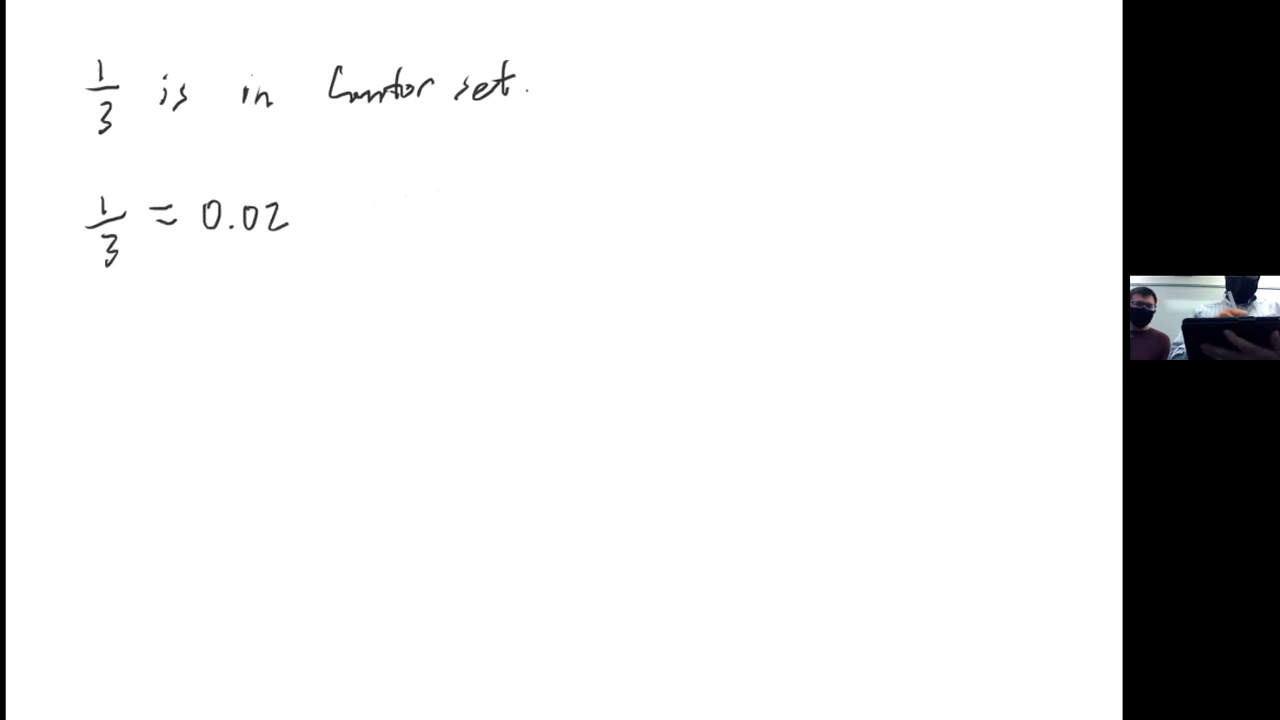 1/3 is in Cantor set.
1/3 ≈ 0.02